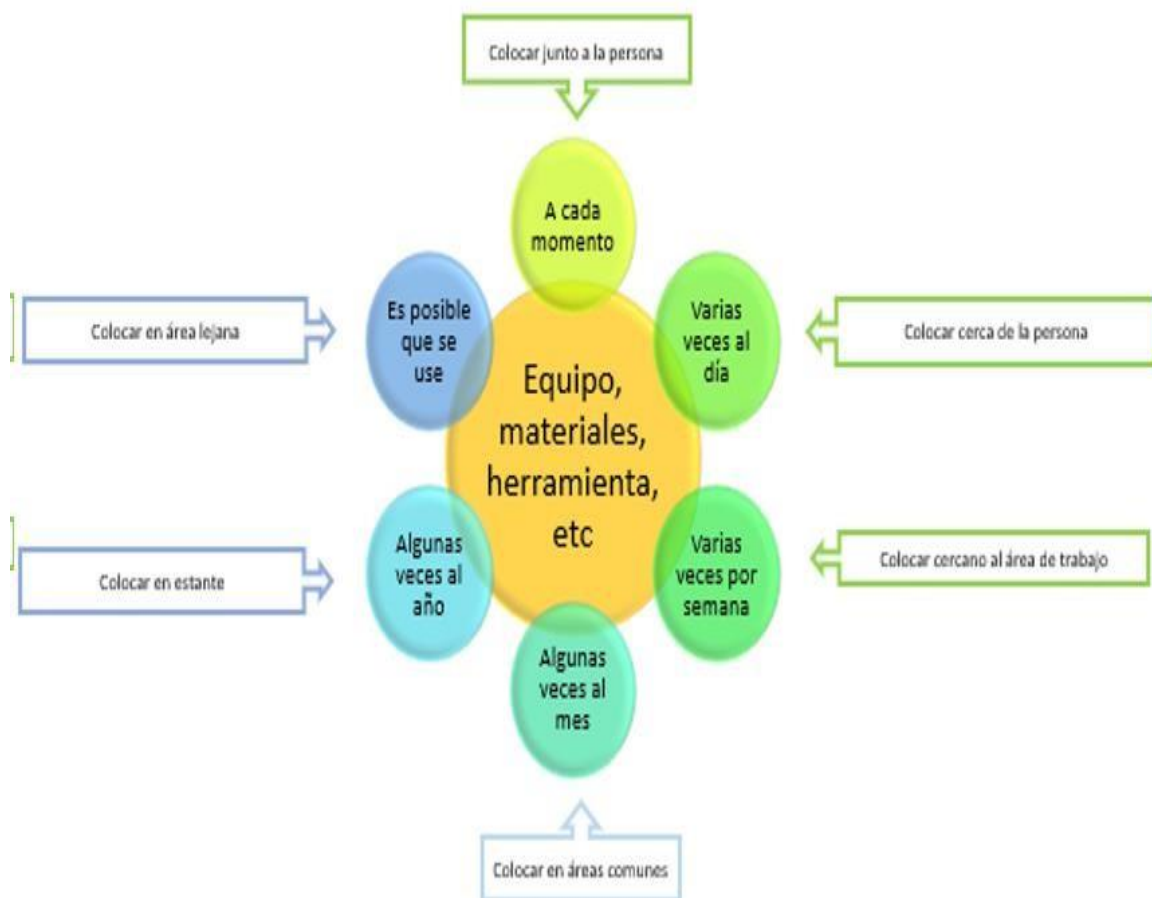 Colocar junto a la persona
A cada
momento
Es posible
que se
use
Varias
veces al
día
Colocar en área lejana
Colocar cerca de la persona
Equipo,
materiales,
herramienta,
etc
Algunas
veces al
año
Varias
veces por
semana
Colocar en estante
Colocar cercano al área de trabajo
Algunas
veces al
mes
Colocar en áreas comunes